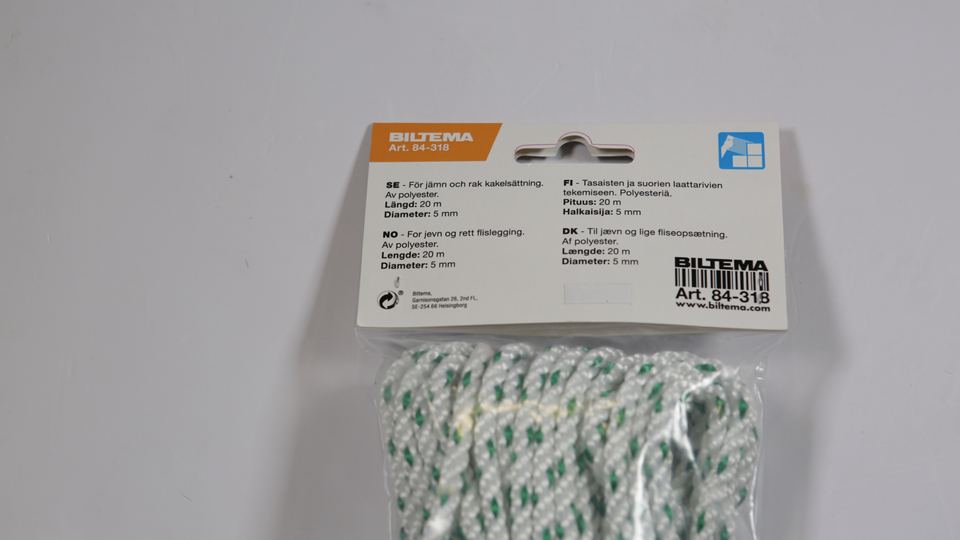 BILTEMA
Art. 84-318
SE - För jämn och rak kakelsättning.
Av polyester.
Längd: 20 m
Diameter: 5 mm
NO - For jevn og rett flislegging.
Av polyester.
Lengde: 20 m
Diameter: 5 mm
FI - Tasaisten ja suorien laattarivien
tekemiseen. Polyesteriä.
Pituus: 20 m
Halkaisija: 5 mm
DK - Til jævn og lige fliseopsætning.
Af polyester.
Længde: 20 m
Diameter: 5 mm
Biltema,
Garnisonsgatan 26, 2nd FL,
SE-254 66 Helsingborg
BILTEMA
Art. 84-318
www.biltema.com